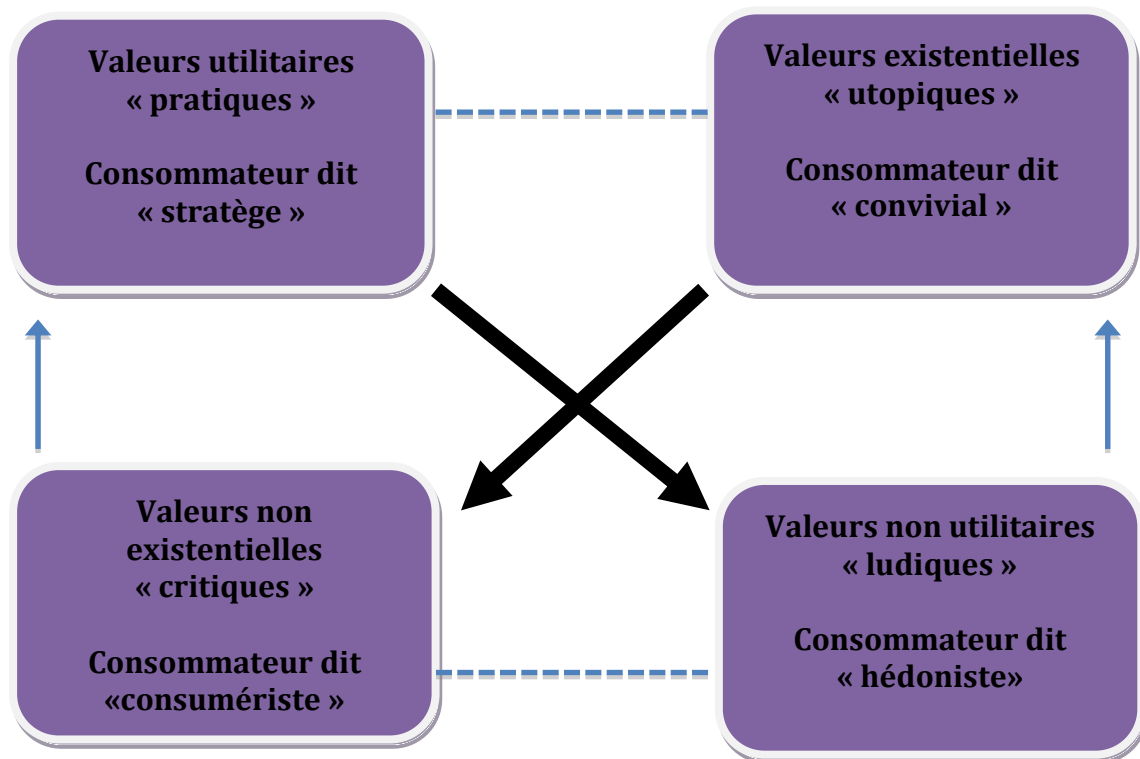 Valeurs utilitaires
« pratiques »
Consommateur dit
« stratège »
Valeurs existentielles
« utopiques »
Consommateur dit
« convivial »
Valeurs non
existentielles
« critiques »
Consommateur dit
«consumériste »
Valeurs non utilitaires
« ludiques »
Consommateur dit
« hédoniste»